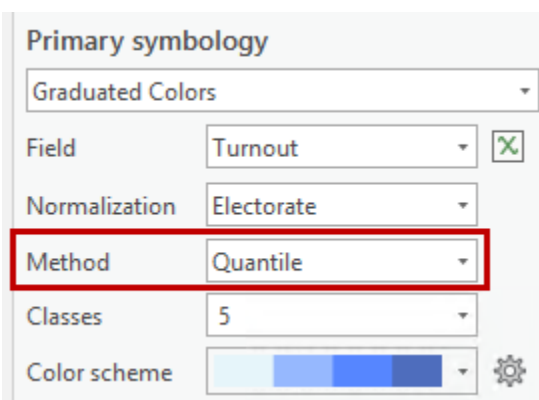 Primary symbology
Graduated Colors
Field Turnout
Normalization Electorate
Method Quantile
Classes 5
Color scheme